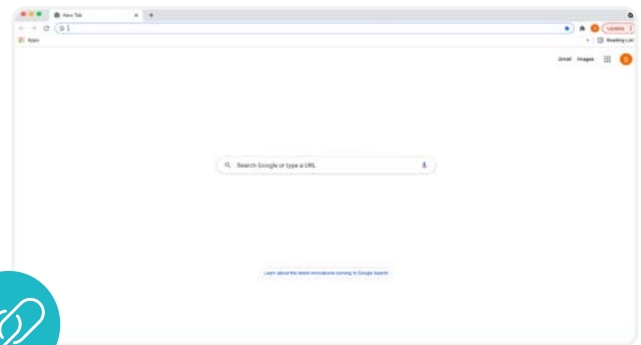 New Tab
G
Update
Apps
Reading List
Gmail Images
S
Search Google or type a URL
Learn about the latest innovations coming to Google Search